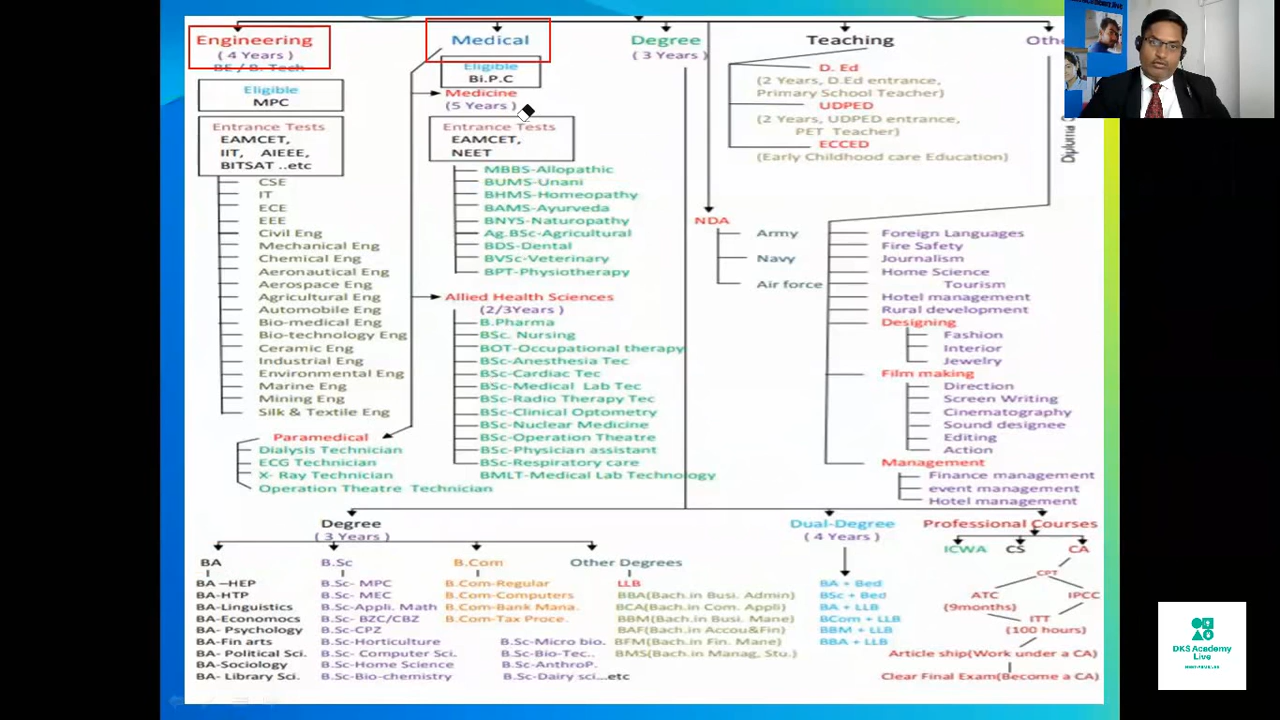 Engineering
( 4 Years )
BE / B. Tech
Eligible
MPC
Entrance Tests
EAMCET,
IIT, AIEEE,
BITSAT ..etc
CSE
IT
ECE
EEE
Civil Eng
Mechanical Eng
Chemical Eng
Aeronautical Eng
Aerospace Eng
Agricultural Eng
Automobile Eng
Bio-medical Eng
Bio-technology Eng
Ceramic Eng
Industrial Eng
Environmental Eng
Marine Eng
Mining Eng
Silk & Textile Eng
Paramedical
Dialysis Technician
ECG Technician
X- Ray Technician
Operation Theatre Technician
Medical
Eligible
Bi.P.C
Medicine
(5 Years )
Entrance Tests
EAMCET,
NEET
MBBS-Allopathic
BUMS-Unani
BHMS-Homeopathy
BAMS-Ayurveda
BNYS-Naturopathy
Ag.BSc-Agricultural
BDS-Dental
BVSc-Veterinary
BPT-Physiotherapy
Allied Health Sciences
(2/3Years )
B.Pharma
BSc. Nursing
BOT-Occupational therapy
BSc-Anesthesia Tec
BSc-Cardiac Tec
BSc-Medical Lab Tec
BSc-Radio Therapy Tec
BSc-Clinical Optometry
BSc-Nuclear Medicine
BSc-Operation Theatre
BSc-Physician assistant
BSc-Respiratory care
BMLT-Medical Lab Technology
Degree
( 3 Years )
Teaching
D. Ed
(2 Years, D.Ed entrance,
Primary School Teacher)
UDPED
(2 Years, UDPED entrance,
PET Teacher)
ECCED
(Early Childhood care Education)
NDA
Army
Navy
Air force
Othe
Diploma
Foreign Languages
Fire Safety
Journalism
Home Science
Tourism
Hotel management
Rural development
Designing
Fashion
Interior
Jewelry
Film making
Direction
Screen Writing
Cinematography
Sound designee
Editing
Action
Management
Finance management
event management
Hotel management
Degree
( 3 Years )
BA
BA –HEP
BA-HTP
BA-Linguistics
BA-Economocs
BA- Psychology
BA-Fin arts
BA- Political Sci.
BA-Sociology
BA- Library Sci.
B.Sc
B.Sc- MPC
B.Sc- MEC
B.Sc-Appli. Math
B.Sc- BZC/CBZ
B.Sc-CPZ
B.Sc-Horticulture
B.Sc- Computer Sci.
B.Sc-Home Science
B.Sc-Bio-chemistry
B.Com
B.Com-Regular
B.Com-Computers
B.Com-Bank Mana.
B.Com-Tax Proce.
B.Sc-Micro bio.
B.Sc-Bio-Tec..
B.Sc-AnthroP.
B.Sc-Dairy sci...etc
Other Degrees
LLB
BBA(Bach.in Busi. Admin)
BCA(Bach.in Com. Appli)
BBM(Bach.in Busi. Mane)
BAF(Bach.in Accou&Fin)
BFM(Bach.in Fin. Mane)
BMS(Bach.in Manag, Stu.)
Dual-Degree
( 4 Years )
BA + Bed
BSc + Bed
BA + LLB
BCom + LLB
BBM + LLB
BBA + LLB
Professional Courses
ICWA CS CA
CPT
ATC IPCC
(9months)
ITT
(100 hours)
Article ship(Work under a CA)
Clear Final Exam(Become a CA)
DKS Academy
Live